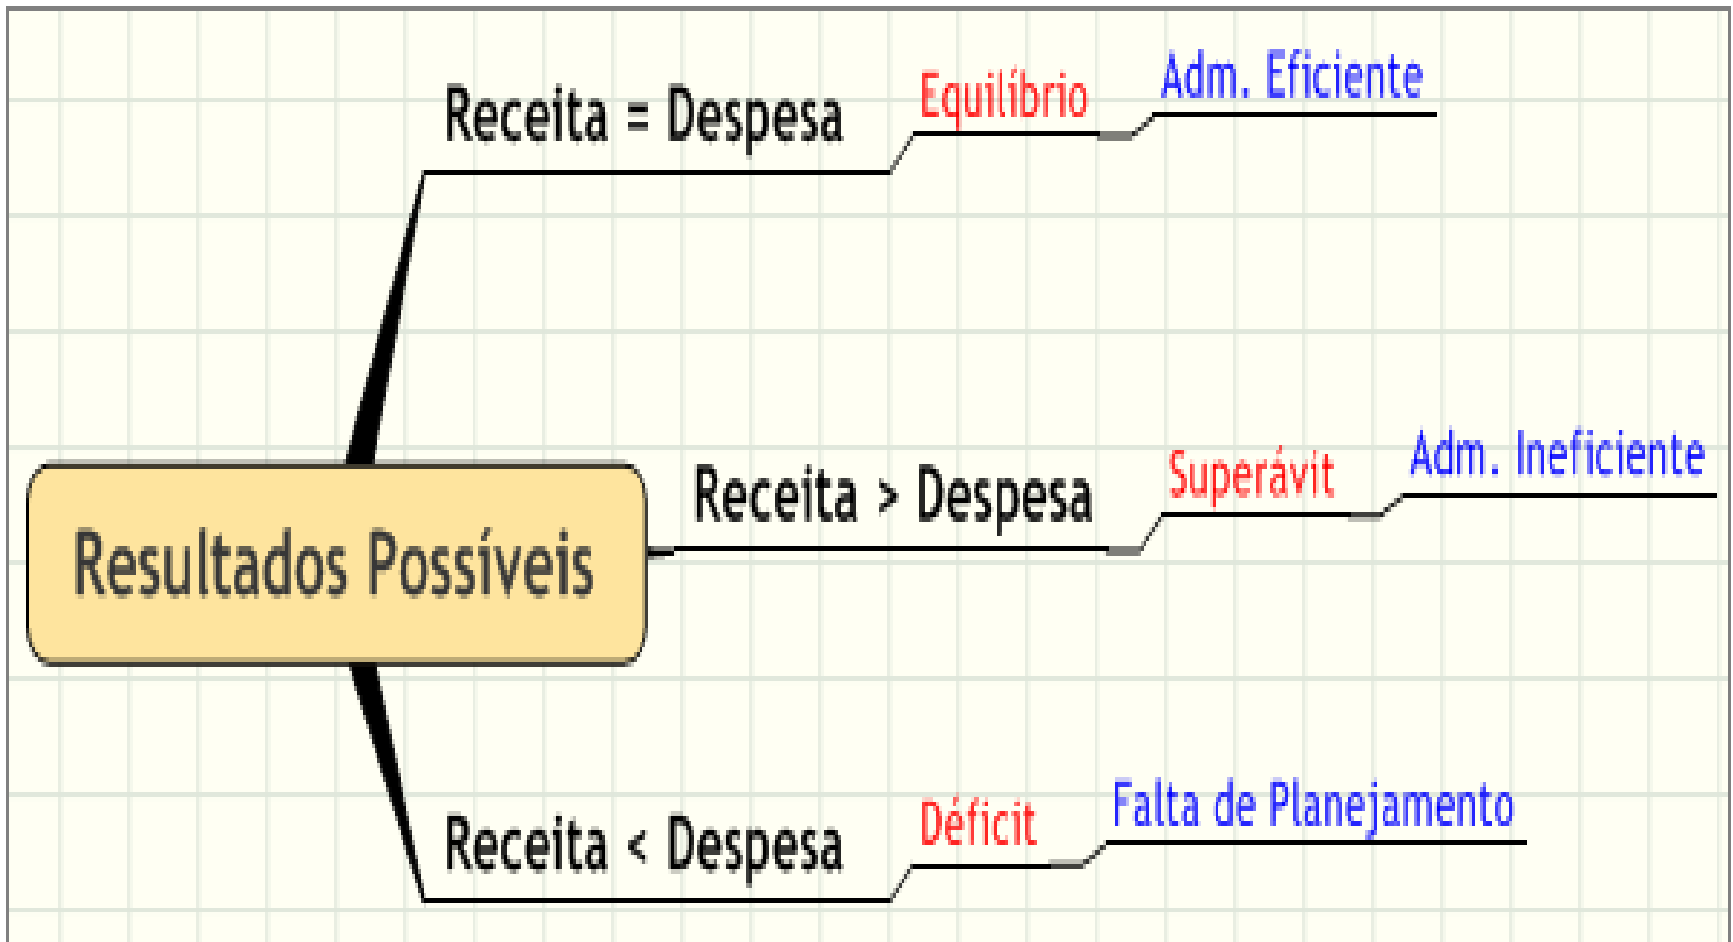 Resultados Possíveis
Receita = Despesa
Equilíbrio
Adm. Eficiente
Receita > Despesa
Superávit
Adm. Ineficiente
Receita < Despesa
Déficit
Falta de Planejamento